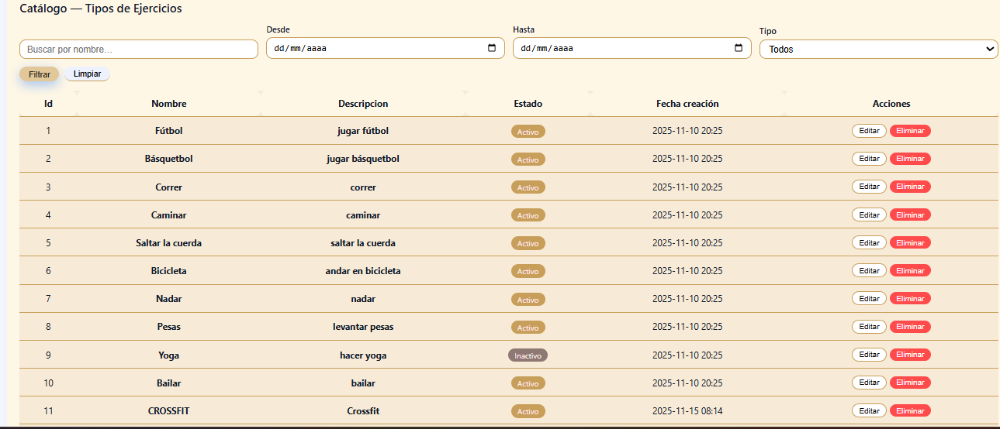 Catálogo — Tipos de Ejercicios
Desde Hasta Tipo
Buscar por nombre... dd/mm/aaaa dd/mm/aaaa Todos
Filtrar Limpiar
Id Nombre Descripcion Estado Fecha creación Acciones
1 Fútbol jugar fútbol Activo 2025-11-10 20:25 Editar Eliminar
2 Básquetbol jugar básquetbol Activo 2025-11-10 20:25 Editar Eliminar
3 Correr correr Activo 2025-11-10 20:25 Editar Eliminar
4 Caminar caminar Activo 2025-11-10 20:25 Editar Eliminar
5 Saltar la cuerda saltar la cuerda Activo 2025-11-10 20:25 Editar Eliminar
6 Bicicleta andar en bicicleta Activo 2025-11-10 20:25 Editar Eliminar
7 Nadar nadar Activo 2025-11-10 20:25 Editar Eliminar
8 Pesas levantar pesas Activo 2025-11-10 20:25 Editar Eliminar
9 Yoga hacer yoga Inactivo 2025-11-10 20:25 Editar Eliminar
10 Bailar bailar Activo 2025-11-10 20:25 Editar Eliminar
11 CROSSFIT Crossfit Activo 2025-11-15 08:14 Editar Eliminar